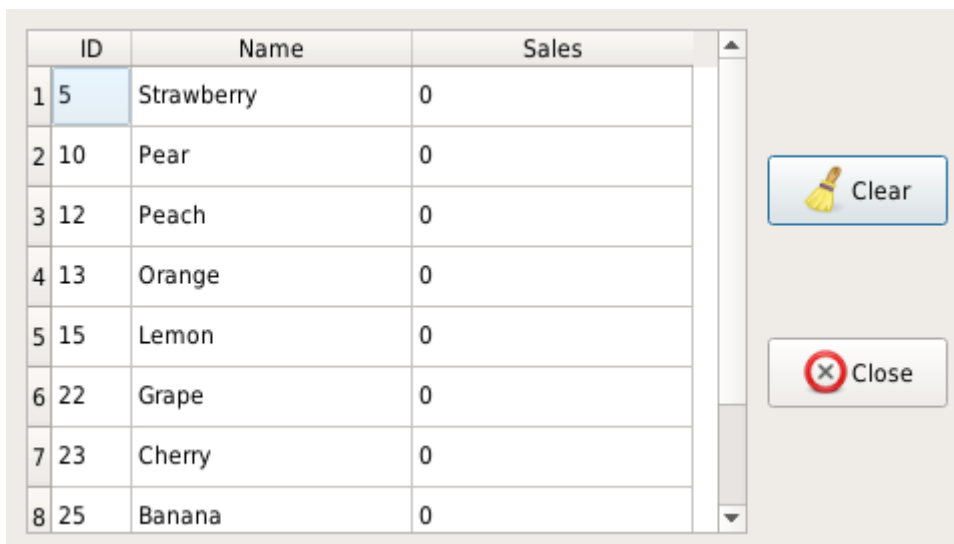 ID Name Sales
1 5 Strawberry 0
2 10 Pear 0
3 12 Peach 0
4 13 Orange 0
5 15 Lemon 0
6 22 Grape 0
7 23 Cherry 0
8 25 Banana 0
Clear
Close